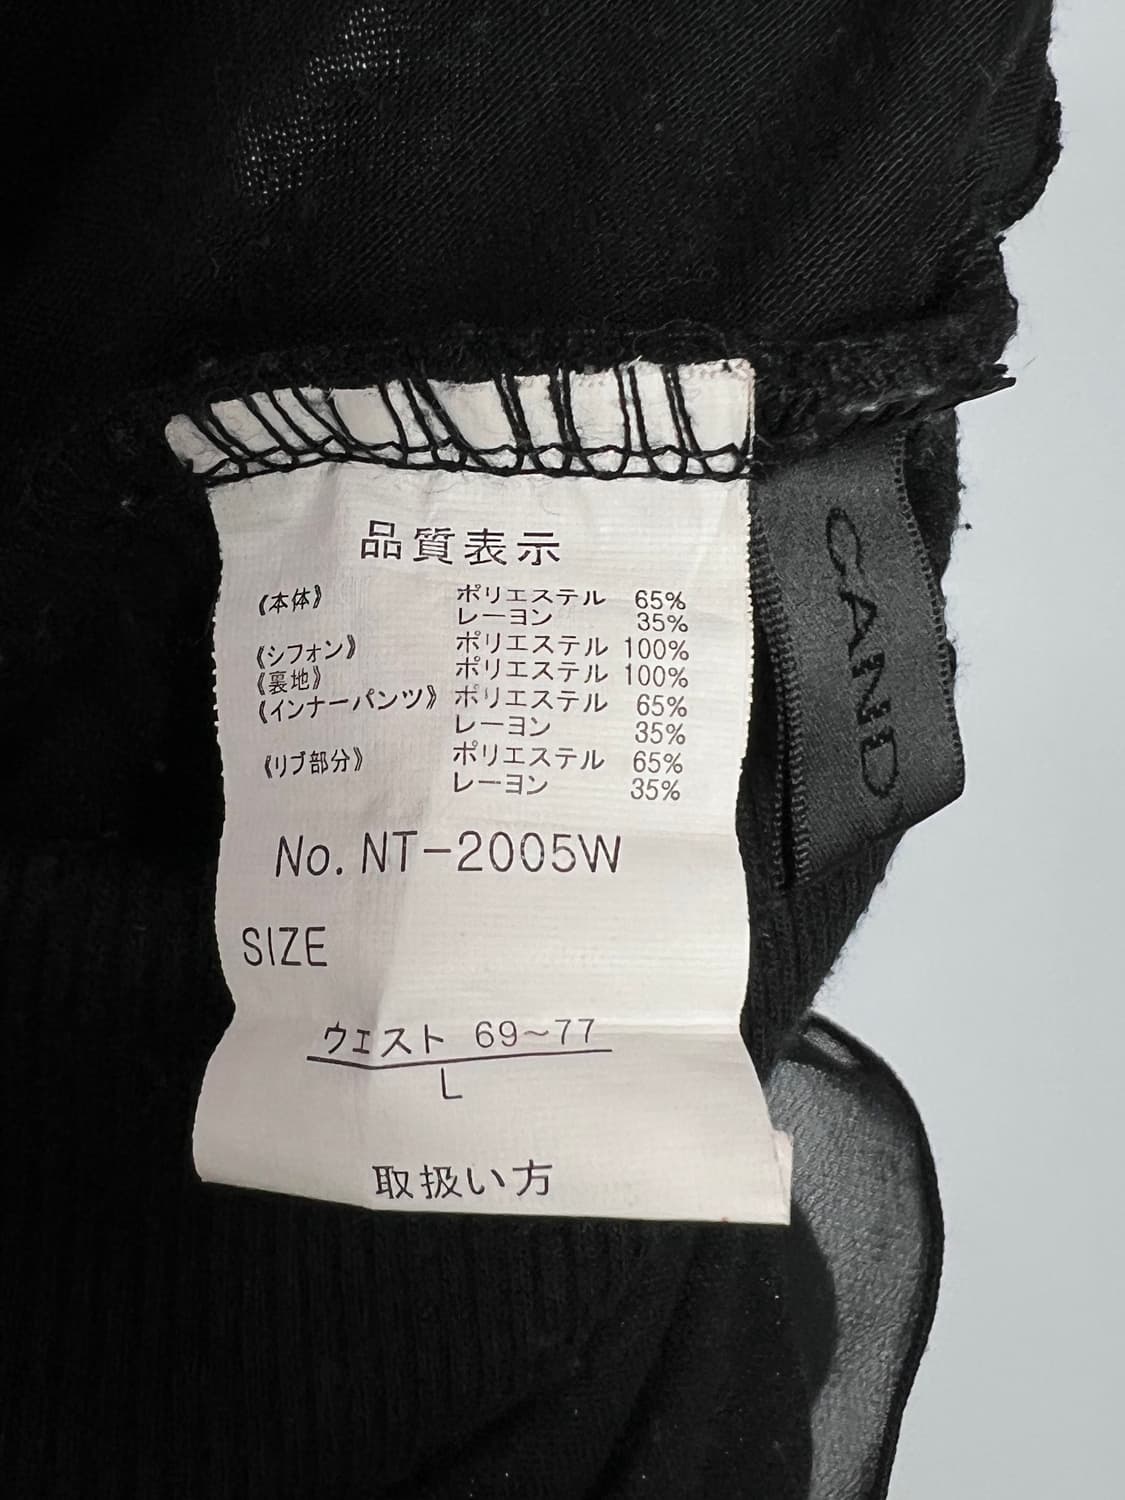 品質表示
《本体》 ポリエステル 65%
レーヨン 35%
《シフォン》 ポリエステル 100%
《裏地》 ポリエステル 100%
《インナーパンツ》 ポリエステル 65%
レーヨン 35%
《リブ部分》 ポリエステル 65%
レーヨン 35%
No. NT-2005W
SIZE
ウエスト 69~77
L
取扱い方
CAND